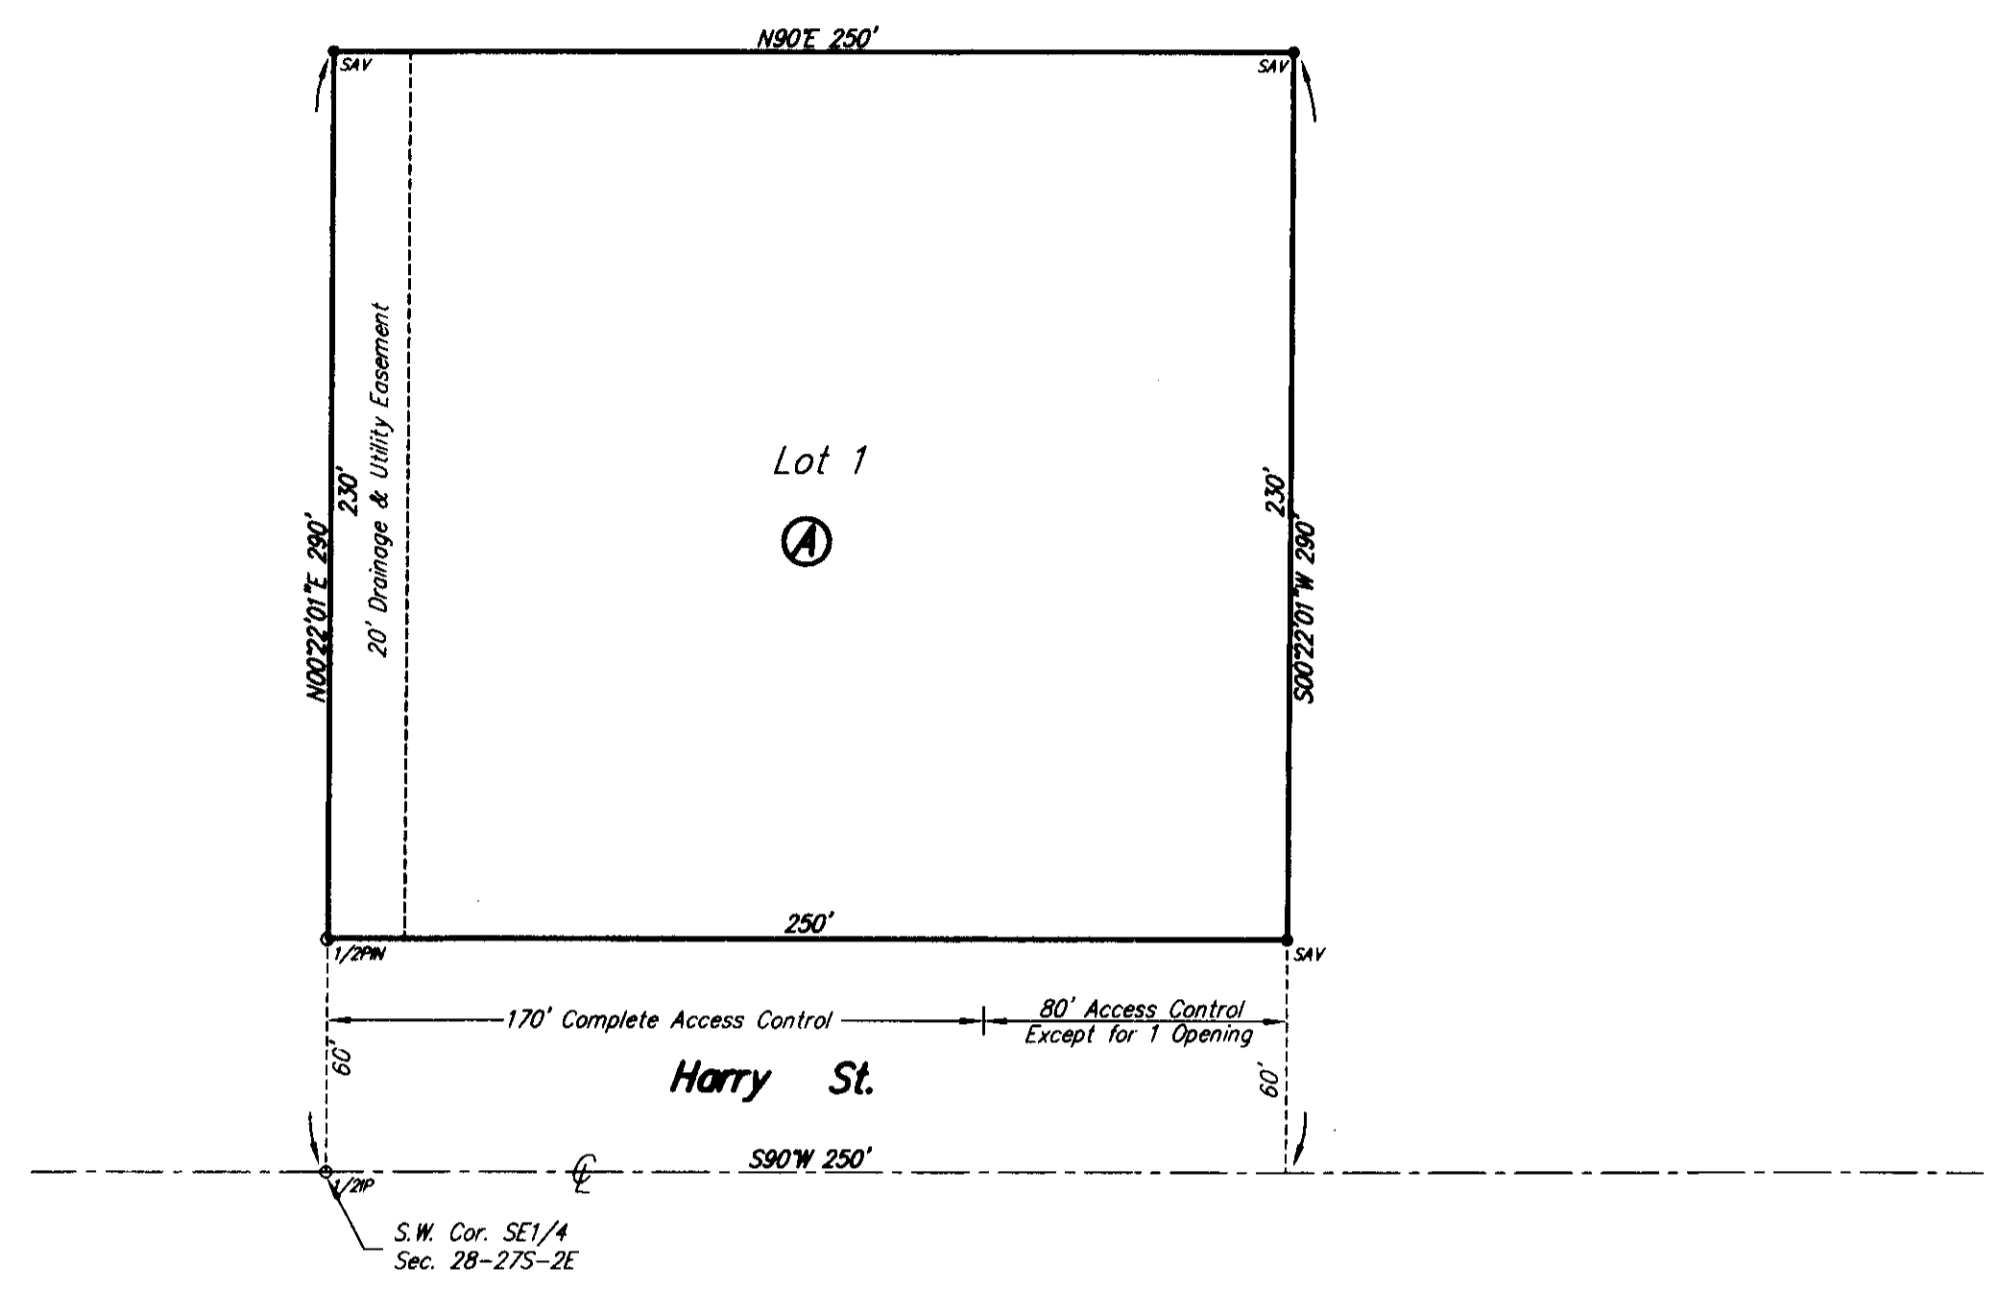 N90°E 250'
SAV
SAV
230'
N00°22'01"E 290'
20' Drainage & Utility Easement
Lot 1
A
230'
S00°22'01"W 290'
250'
1/2PIN
SAV
170' Complete Access Control
80' Access Control
Except for 1 Opening
60'
Harry St.
60'
S90°W 250'
℄
1/2IP
S.W. Cor. SE1/4
Sec. 28-27S-2E